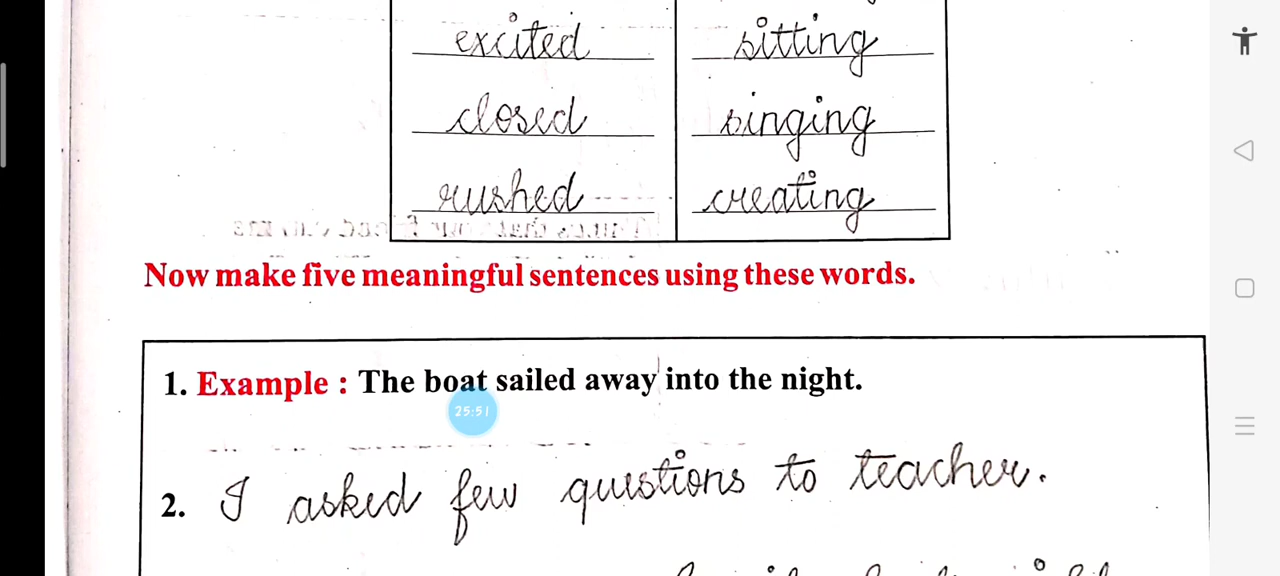 excited sitting
closed singing
rushed creating
Now make five meaningful sentences using these words.
1. Example : The boat sailed away into the night.
25:51
2. I asked few questions to teacher.